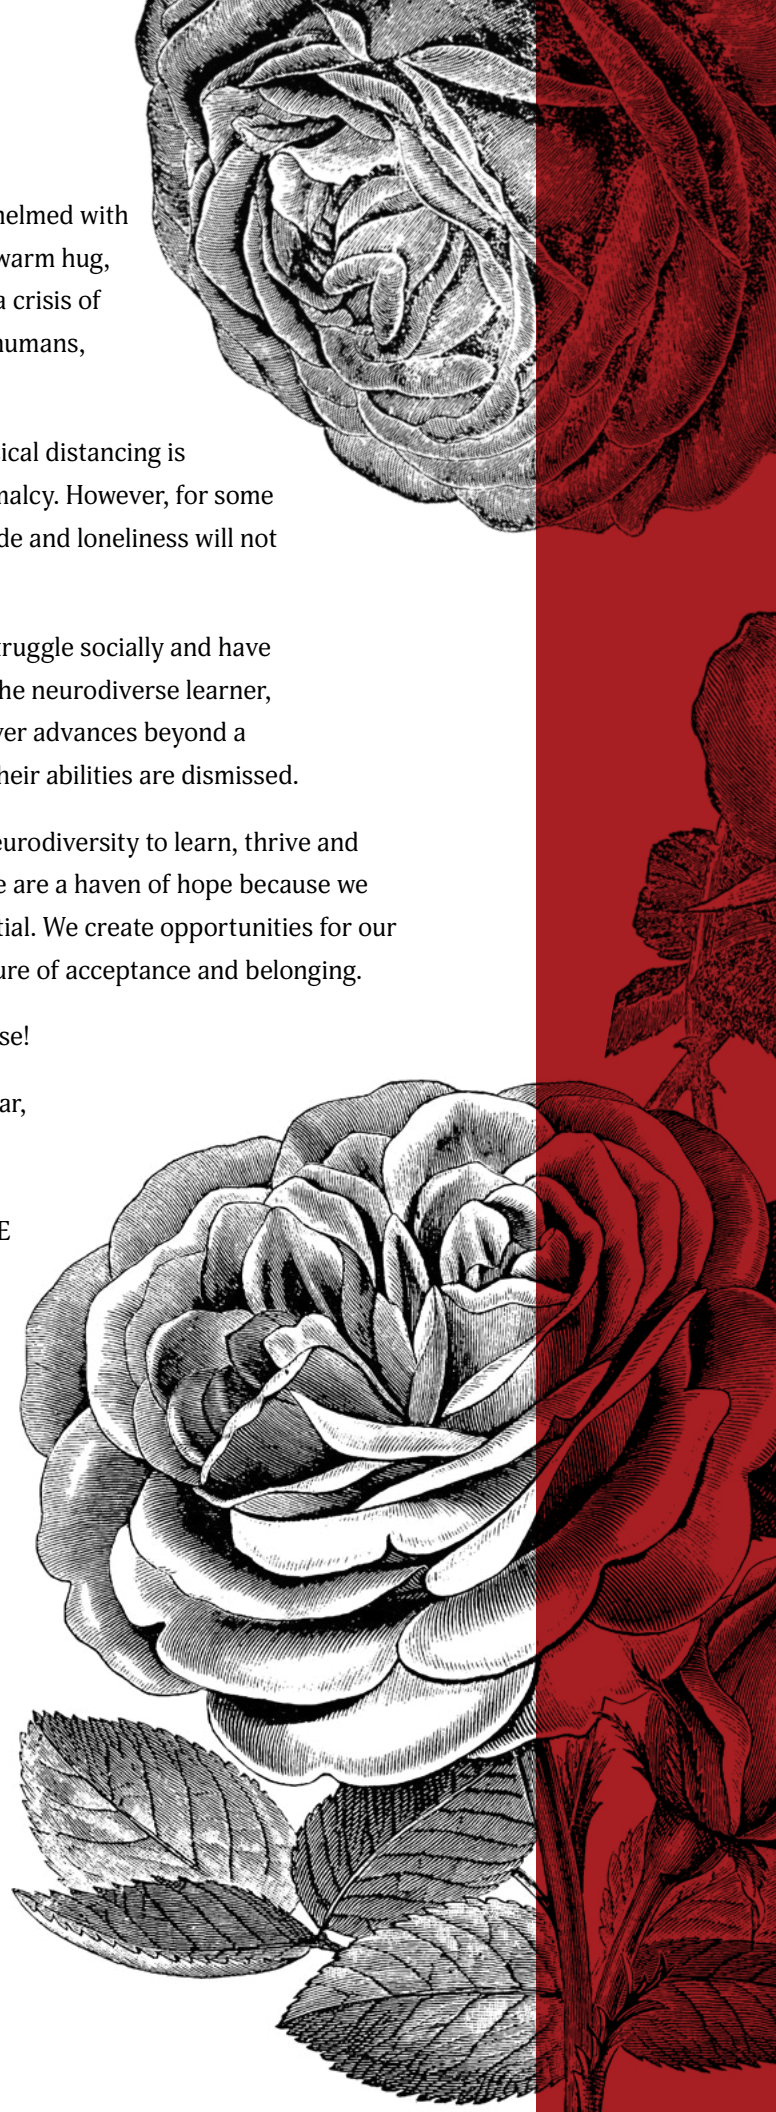 helmed with
warm hug,
a crisis of
humans,
ical distancing is
malcy. However, for some
de and loneliness will not
truggle socially and have
he neurodiverse learner,
ver advances beyond a
heir abilities are dismissed.
eurodiversity to learn, thrive and
e are a haven of hope because we
tial. We create opportunities for our
ure of acceptance and belonging.
se!
ar,
E